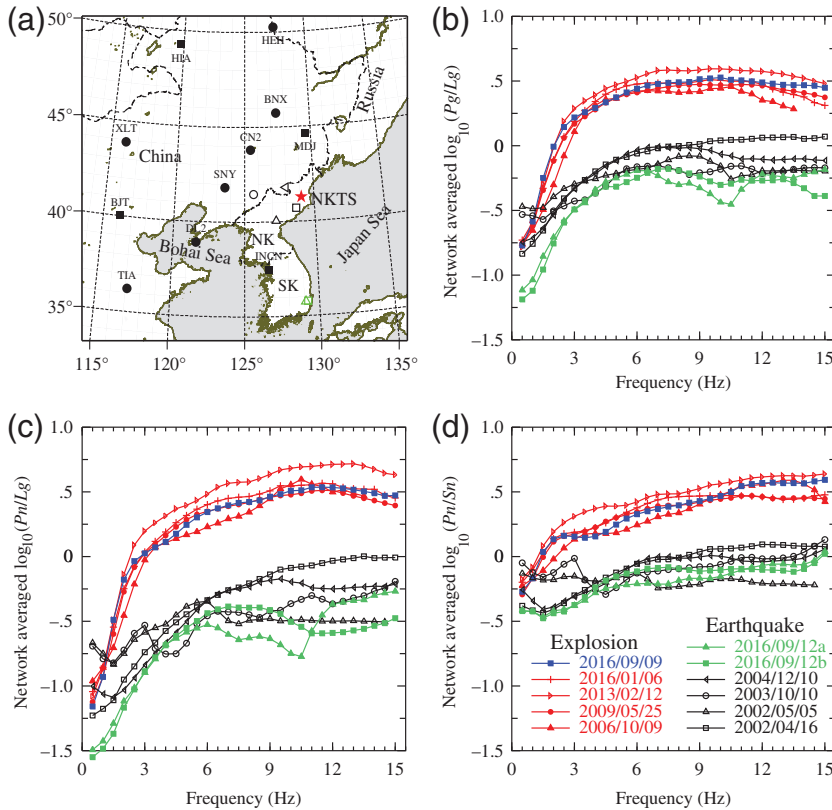 (a)
50°
45°
40°
35°
115°
120°
125°
130°
135°
HIA
HEH
Russia
BNX
XLT
CN2
MDJ
China
SNY
NKTS
BJT
DL2
NK
Bohai Sea
INCN
Japan Sea
TIA
SK
(b)
Network averaged log10(Pg/Lg)
1.0
.5
0
−.5
−1.0
−1.5
0
3
6
9
12
15
Frequency (Hz)
(c)
Network averaged log10(Pn/Lg)
1.0
.5
0
−.5
−1.0
−1.5
0
3
6
9
12
15
Frequency (Hz)
(d)
Network averaged log10(Pn/Sn)
1.0
.5
0
−.5
−1.0
−1.5
0
3
6
9
12
15
Frequency (Hz)
Explosion
2016/09/09
2016/01/06
2013/02/12
2009/05/25
2006/10/09
Earthquake
2016/09/12a
2016/09/12b
2004/12/10
2003/10/10
2002/05/05
2002/04/16